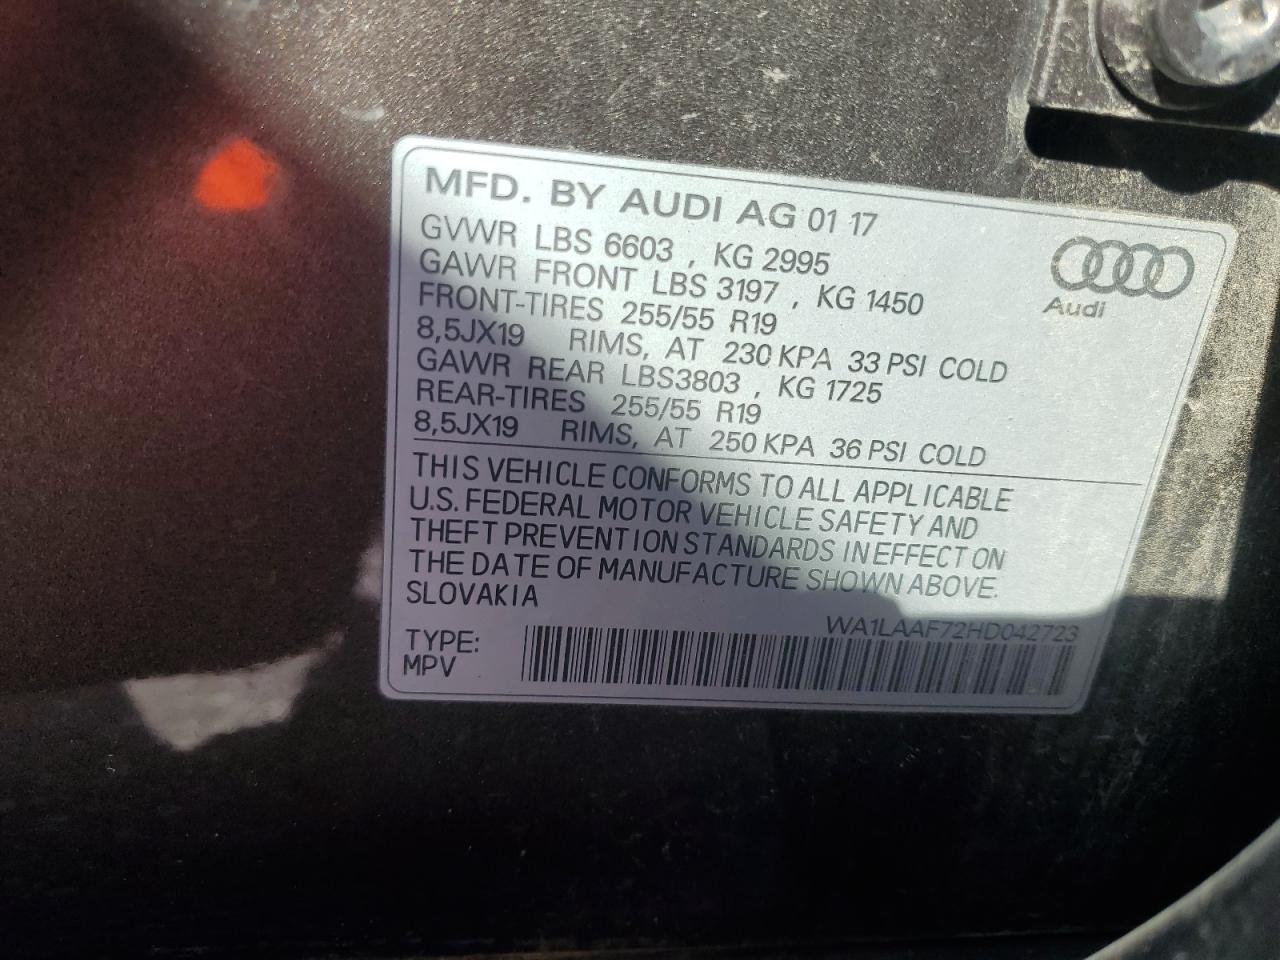 MFD. BY AUDI AG 01 17
GVWR LBS 6603 , KG 2995
GAWR FRONT LBS 3197 , KG 1450
FRONT-TIRES 255/55 R19
8,5JX19 RIMS, AT 230 KPA 33 PSI COLD
GAWR REAR LBS3803 , KG 1725
REAR-TIRES 255/55 R19
8,5JX19 RIMS, AT 250 KPA 36 PSI COLD
Audi
THIS VEHICLE CONFORMS TO ALL APPLICABLE
U.S. FEDERAL MOTOR VEHICLE SAFETY AND
THEFT PREVENTION STANDARDS IN EFFECT ON
THE DATE OF MANUFACTURE SHOWN ABOVE.
SLOVAKIA
WA1LAAF72HD042723
TYPE:
MPV